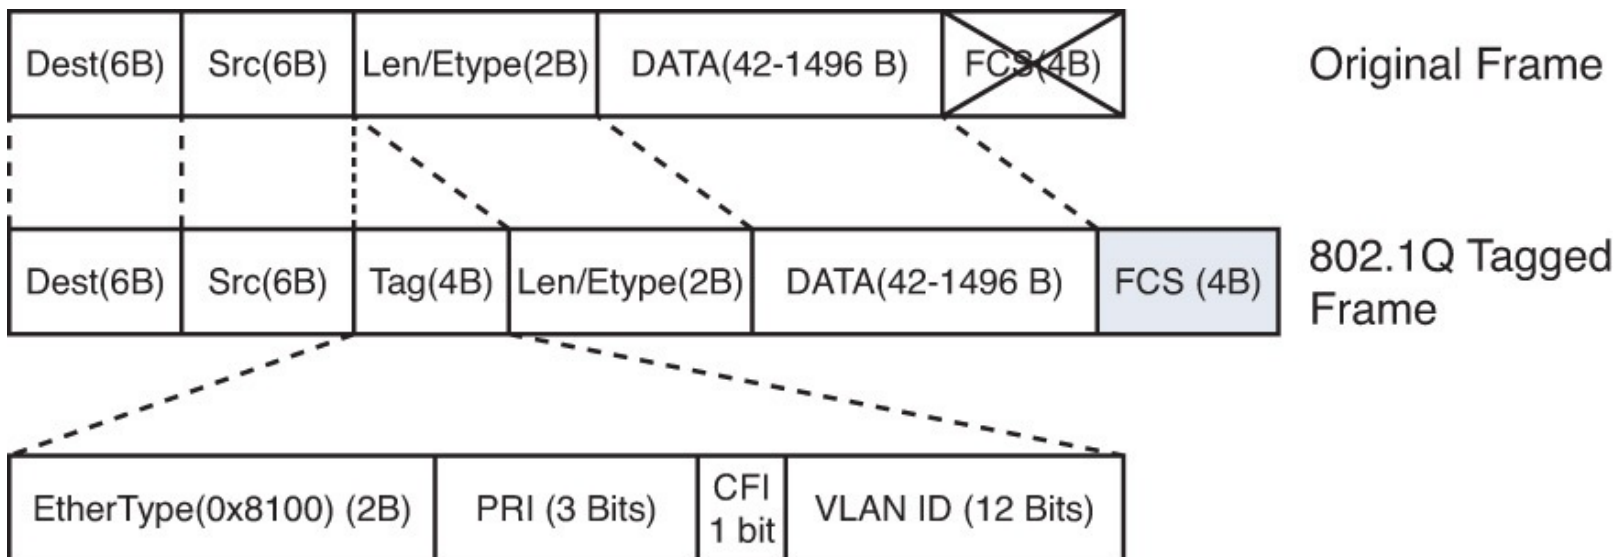 Dest(6B) Src(6B) Len/Etype(2B) DATA(42-1496 B) FCS(4B) Original Frame
Dest(6B) Src(6B) Tag(4B) Len/Etype(2B) DATA(42-1496 B) FCS (4B) 802.1Q Tagged
Frame
EtherType(0x8100) (2B) PRI (3 Bits) CFI
1 bit VLAN ID (12 Bits)